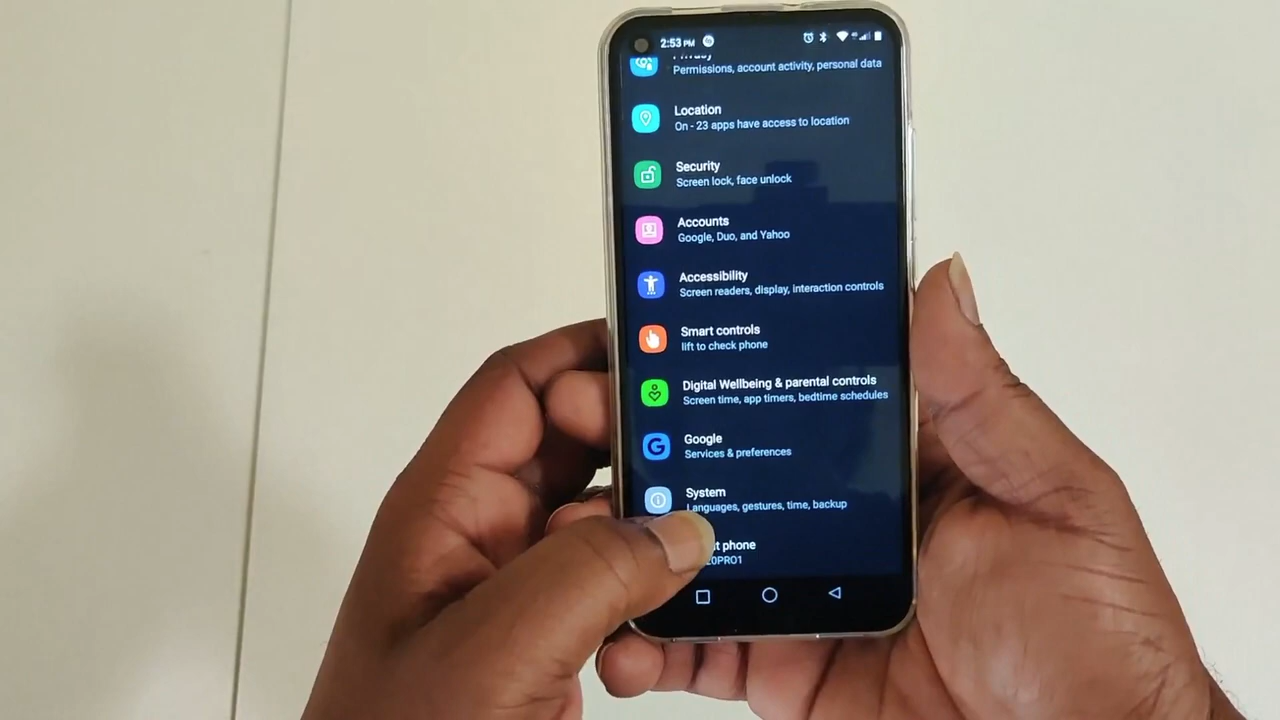 2:53 PM
Privacy
Permissions, account activity, personal data
Location
On - 23 apps have access to location
Security
Screen lock, face unlock
Accounts
Google, Duo, and Yahoo
Accessibility
Screen readers, display, interaction controls
Smart controls
lift to check phone
Digital Wellbeing & parental controls
Screen time, app timers, bedtime schedules
Google
Services & preferences
System
Languages, gestures, time, backup
phone